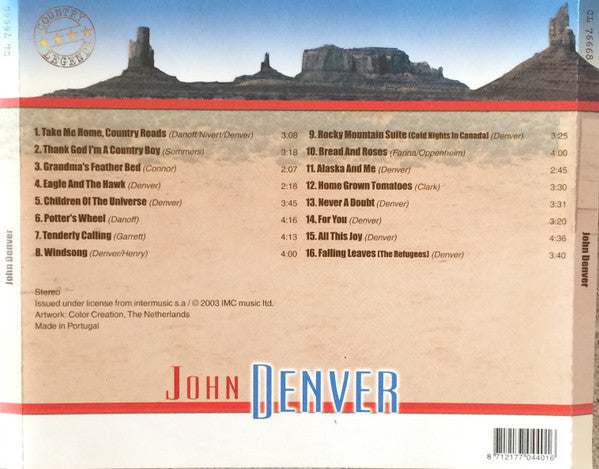 COUNTRY
LEGENDS
CL 76668
CL 76668
1. Take Me Home, Country Roads (Danoff/Nivert/Denver) 3:08
2. Thank God I'm A Country Boy (Sommers) 3:18
3. Grandma's Feather Bed (Connor) 2:07
4. Eagle And The Hawk (Denver) 2:18
5. Children Of The Universe (Denver) 3:45
6. Potter's Wheel (Danoff) 4:16
7. Tenderly Calling (Garrett) 4:13
8. Windsong (Denver/Henry) 4:00
9. Rocky Mountain Suite (Cold Nights In Canada) (Denver) 3:25
10. Bread And Roses (Farina/Oppenheim) 4:00
11. Alaska And Me (Denver) 2:45
12. Home Grown Tomatoes (Clark) 3:30
13. Never A Doubt (Denver) 3:31
14. For You (Denver) 3:20
15. All This Joy (Denver) 4:36
16. Falling Leaves (The Refugees) (Denver) 3:40
John Denver
John Denver
Stereo
Issued under license from intermusic s.a / © 2003 IMC music ltd.
Artwork: Color Creation, The Netherlands
Made in Portugal
JOHN DENVER
8 712177 044016